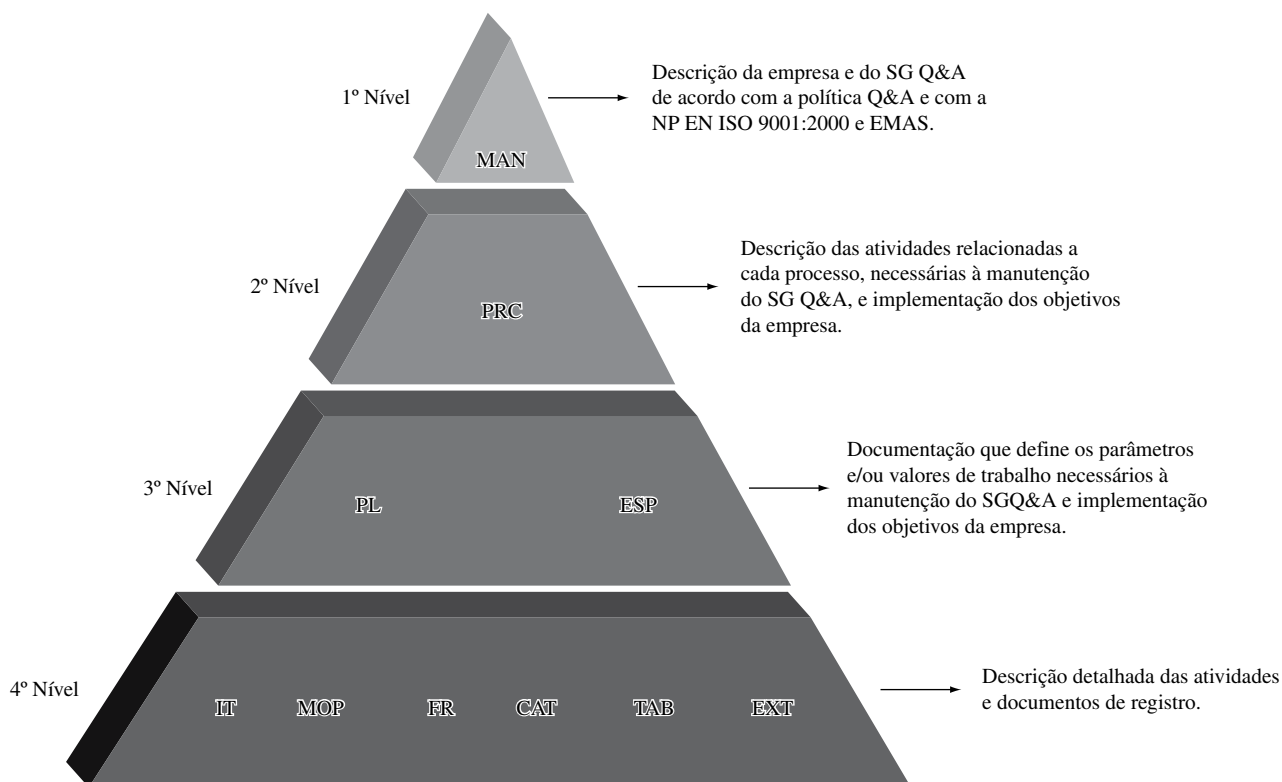 1º Nível
MAN
Descrição da empresa e do SG Q&A
de acordo com a política Q&A e com a
NP EN ISO 9001:2000 e EMAS.
2º Nível
PRC
Descrição das atividades relacionadas a
cada processo, necessárias à manutenção
do SG Q&A, e implementação dos objetivos
da empresa.
3º Nível
PL ESP
Documentação que define os parâmetros
e/ou valores de trabalho necessários à
manutenção do SGQ&A e implementação
dos objetivos da empresa.
4º Nível
IT MOP FR CAT TAB EXT
Descrição detalhada das atividades
e documentos de registro.